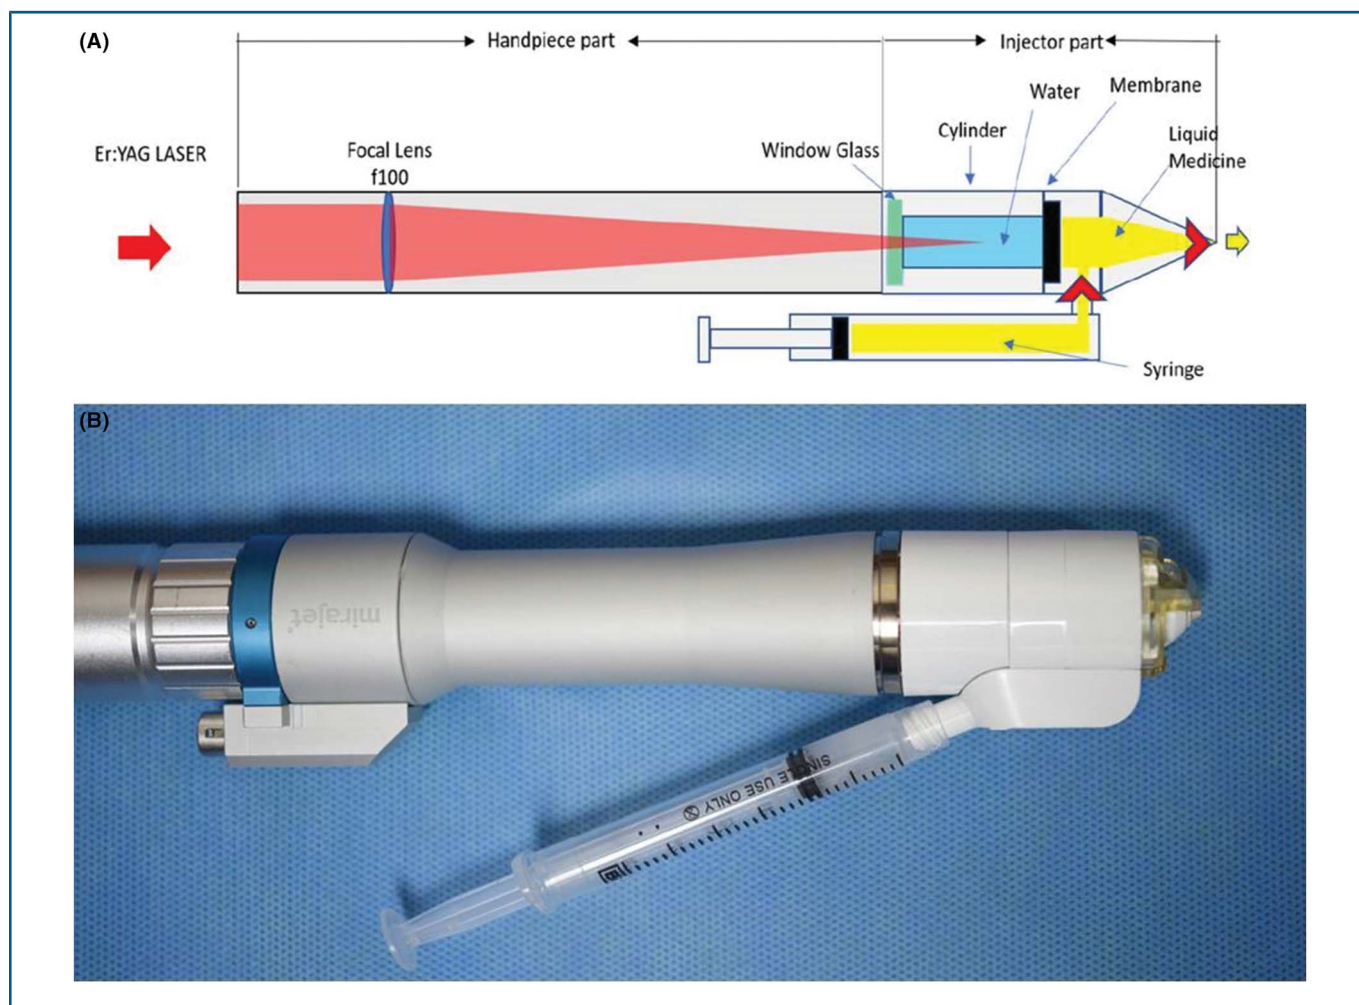 (A)
Handpiece part
Injector part
Water
Membrane
Cylinder
Liquid
Medicine
Er:YAG LASER
Focal Lens
f100
Window Glass
Syringe
(B)
mirajet
SINGLE USE ONLY